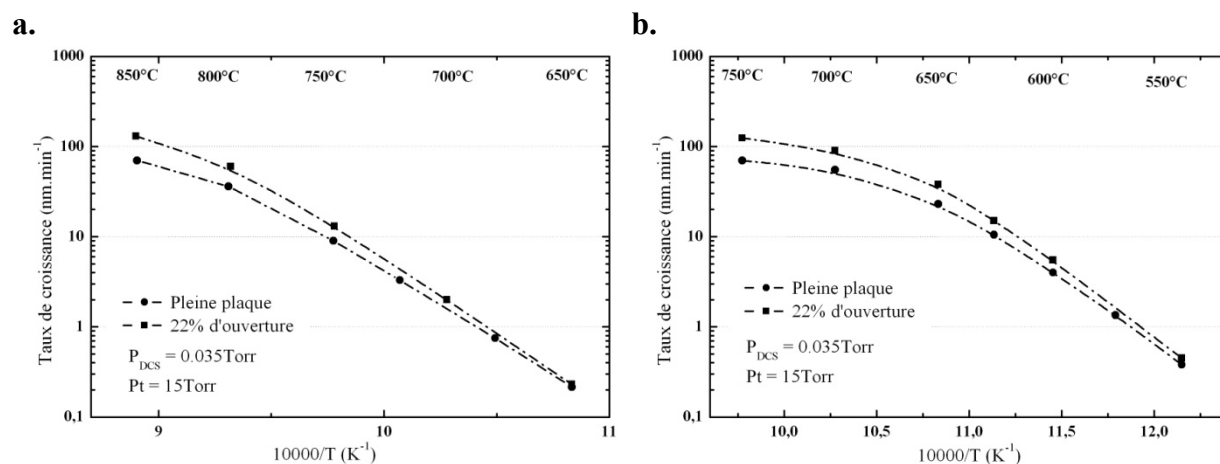 a.
1000
100
10
1
0,1
Taux de croissance (nm.min⁻¹)
850°C 800°C 750°C 700°C 650°C
Pleine plaque
22% d'ouverture
P_DCS = 0.035Torr
Pt = 15Torr
9 10 11
10000/T (K⁻¹)
b.
1000
100
10
1
0,1
Taux de croissance (nm.min⁻¹)
750°C 700°C 650°C 600°C 550°C
Pleine plaque
22% d'ouverture
P_DCS = 0.035Torr
Pt = 15Torr
10,0 10,5 11,0 11,5 12,0
10000/T (K⁻¹)